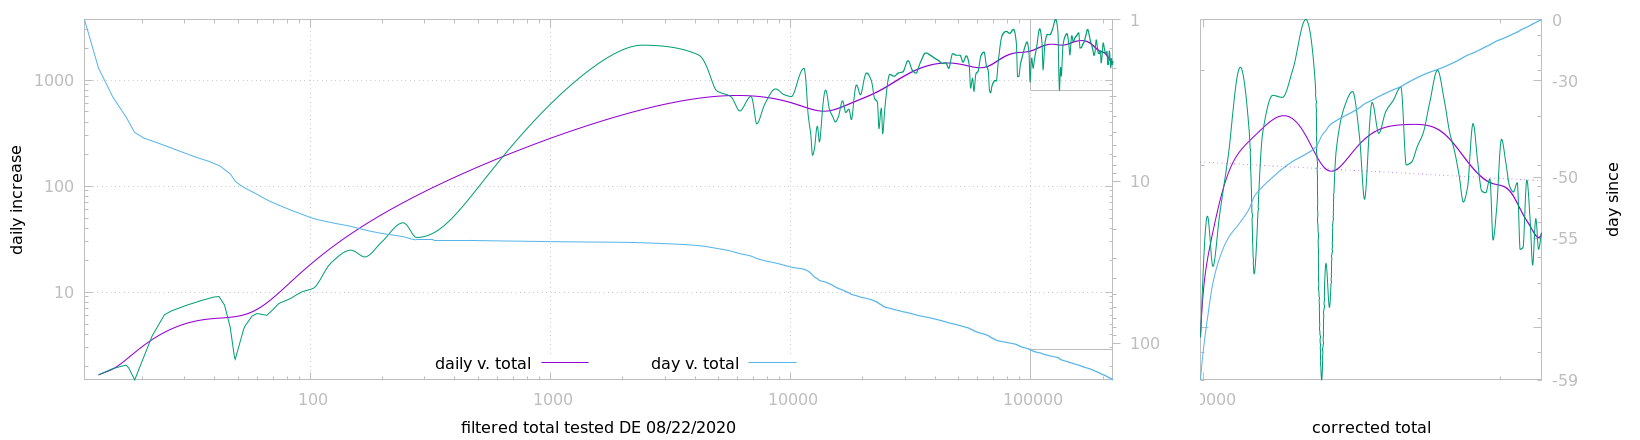 daily increase
1000
100
10
100
1000
10000
100000
1
10
100
daily v. total
day v. total
filtered total tested DE 08/22/2020
0000
0
-30
-50
-55
-59
day since
corrected total